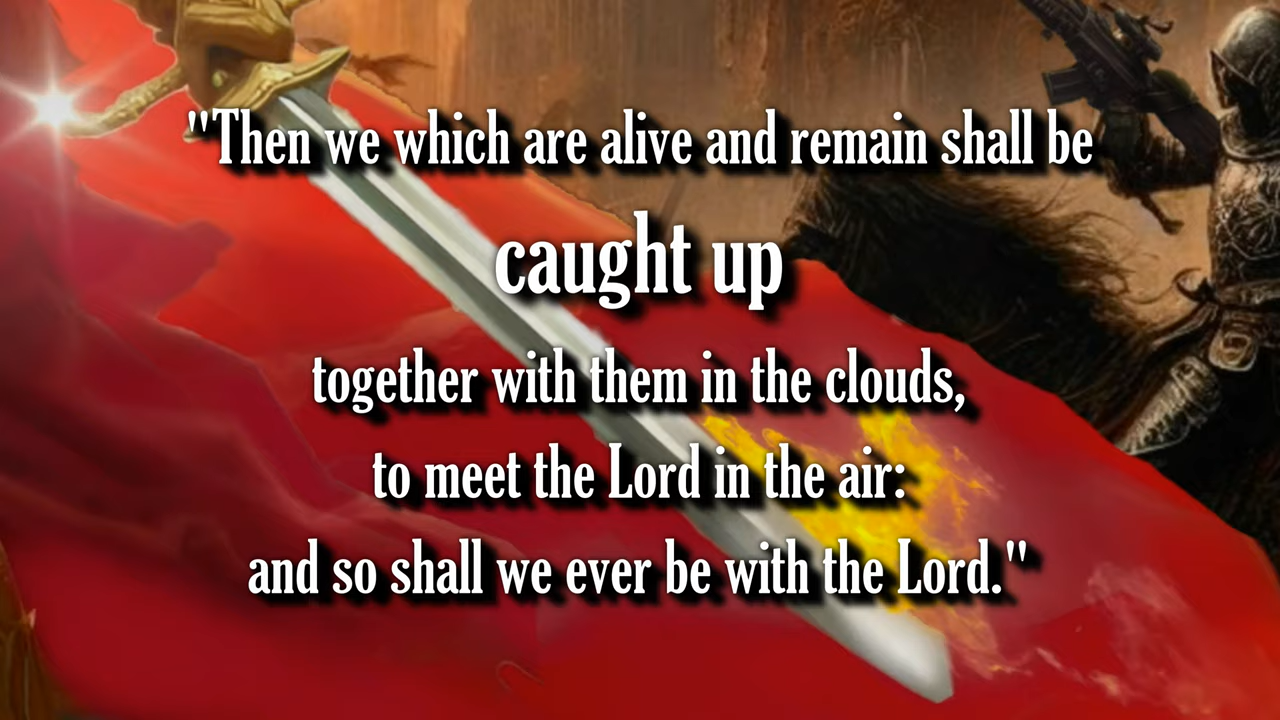 "Then we which are alive and remain shall be
caught up
together with them in the clouds,
to meet the Lord in the air:
and so shall we ever be with the Lord."